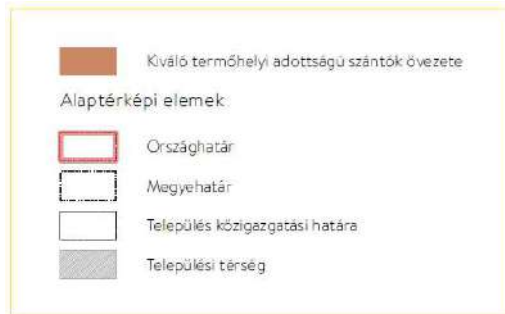 Kiváló termőhelyi adottságú szántók övezete
Alaptérképi elemek
Országhatár
Megyehatár
Település közigazgatási határa
Települési térség